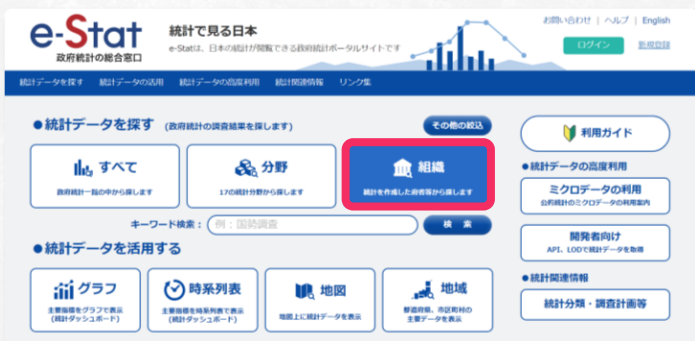 お問い合わせ | ヘルプ | English
e-Stat
政府統計の総合窓口
統計で見る日本
e-Statは、日本の統計が閲覧できる政府統計ポータルサイトです
ログイン
新規登録
統計データを探す 統計データの活用 統計データの高度利用 統計関連情報 リンク集
●統計データを探す (政府統計の調査結果を探します)
その他の絞込
すべて
政府統計一覧の中から探します
分野
17の統計分野から探します
組織
統計を作成した府省等から探します
キーワード検索:
例:国勢調査
検 索
●統計データを活用する
グラフ
主要指標をグラフで表示
(統計ダッシュボード)
時系列表
主要指標を時系列表で表示
(統計ダッシュボード)
地図
地図上に統計データを表示
地域
都道府県、市区町村の
主要データを表示
利用ガイド
●統計データの高度利用
ミクロデータの利用
公的統計のミクロデータの利用案内
開発者向け
API、LODで統計データを取得
●統計関連情報
統計分類・調査計画等